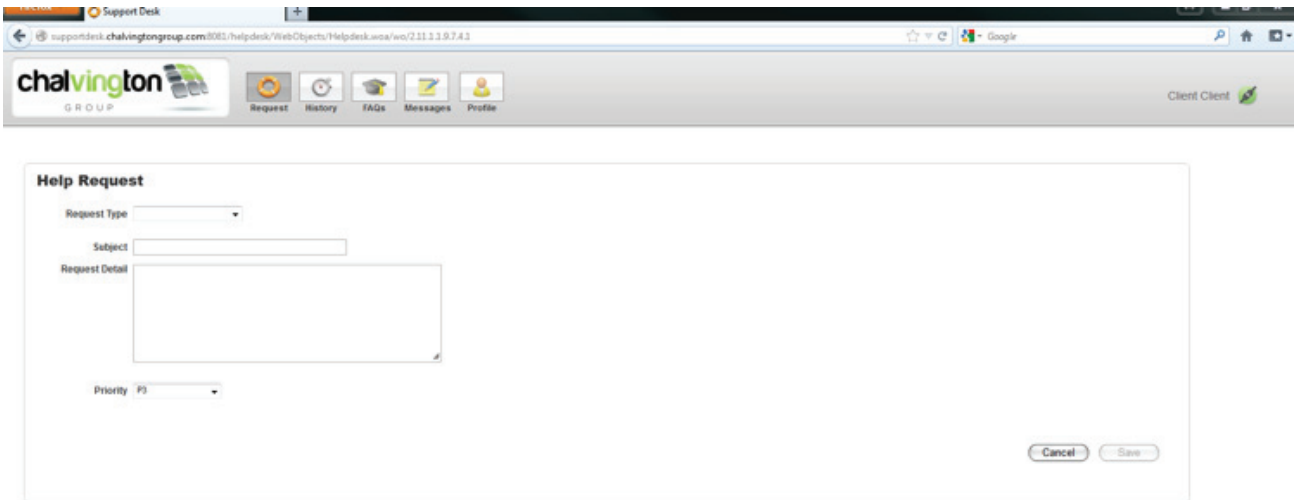 Support Desk
supportdesk.chalvingtongroup.com:8081/helpdesk/WebObjects/Helpdesk.woa/wo/2.11.1.1.9.7.4.1
Google
chalvington
GROUP
Request History FAQs Messages Profile
Client Client
Help Request
Request Type
Subject
Request Detail
Priority P3
Cancel Save